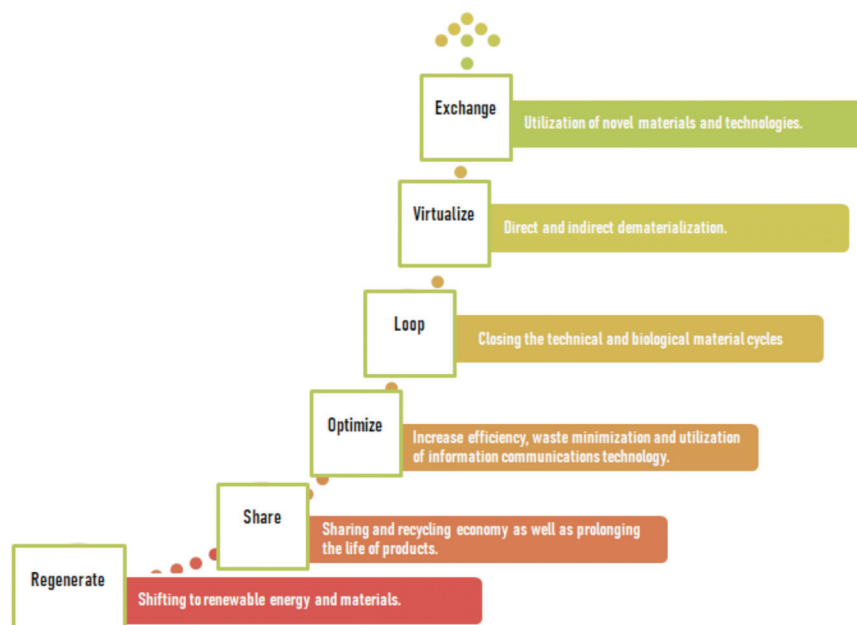 Exchange
Utilization of novel materials and technologies.
Virtualize
Direct and indirect dematerialization.
Loop
Closing the technical and biological material cycles
Optimize
Increase efficiency, waste minimization and utilization
of information communications technology.
Share
Sharing and recycling economy as well as prolonging
the life of products.
Regenerate
Shifting to renewable energy and materials.